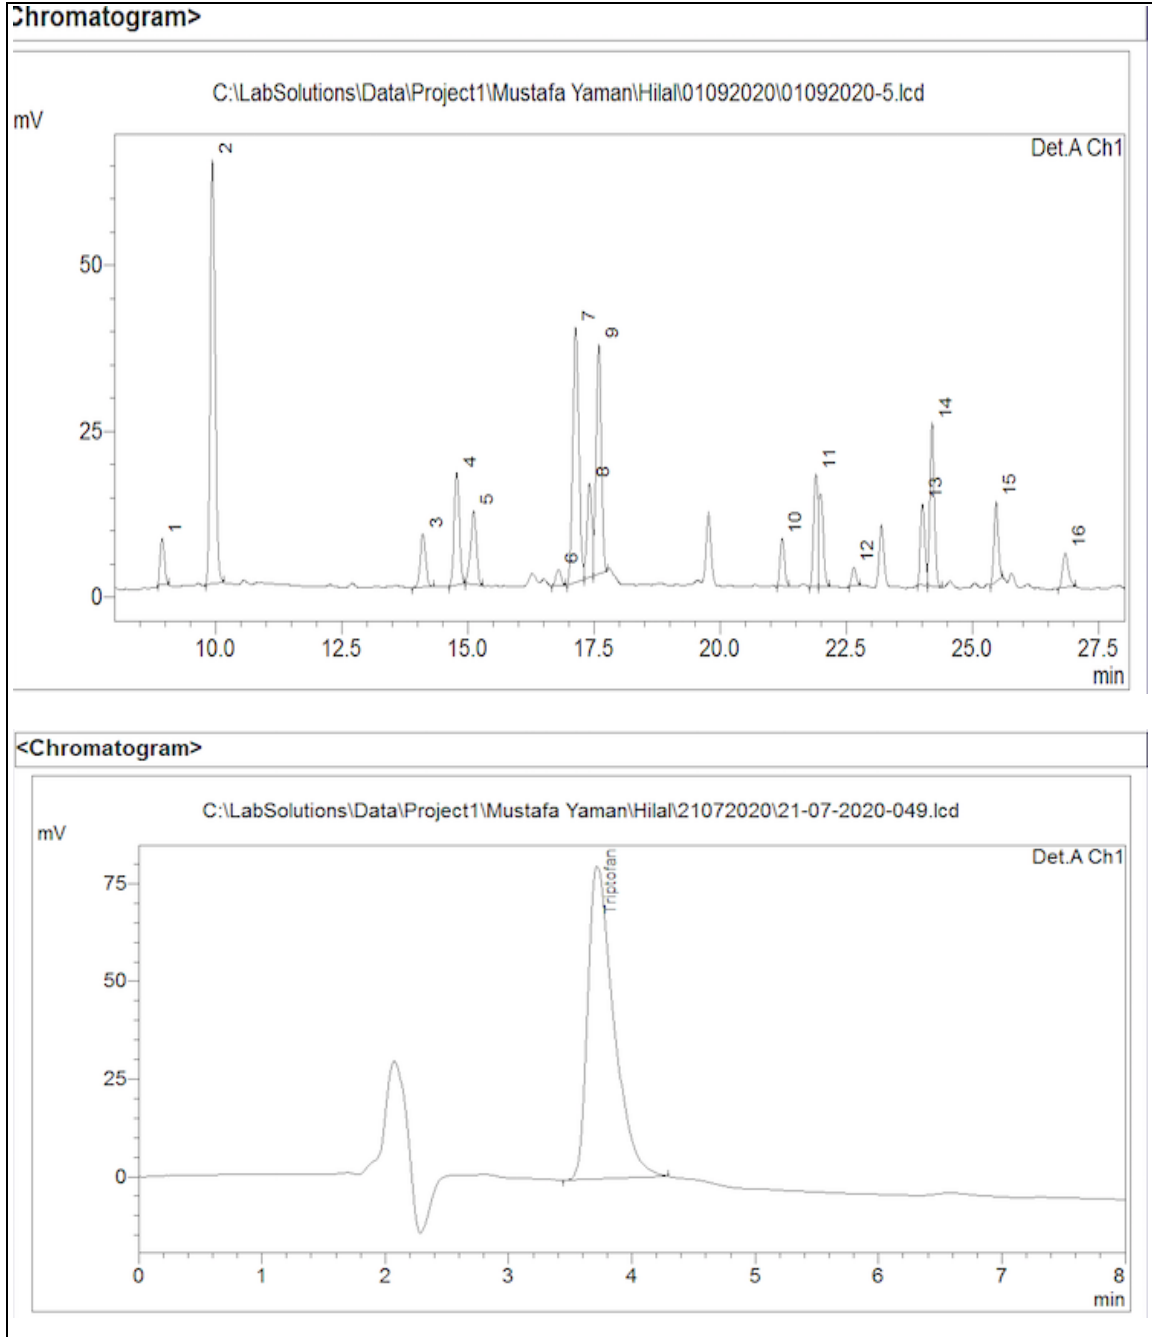 Chromatogram>
C:\LabSolutions\Data\Project1\Mustafa Yaman\Hilal\01092020\01092020-5.lcd
mV
Det.A Ch1
50
25
0
1
2
3
4
5
6
7
8
9
10
11
12
13
14
15
16
10.0 12.5 15.0 17.5 20.0 22.5 25.0 27.5
min
<Chromatogram>
C:\LabSolutions\Data\Project1\Mustafa Yaman\Hilal\21072020\21-07-2020-049.lcd
mV
Det.A Ch1
Triptofan
75
50
25
0
0 1 2 3 4 5 6 7 8
min